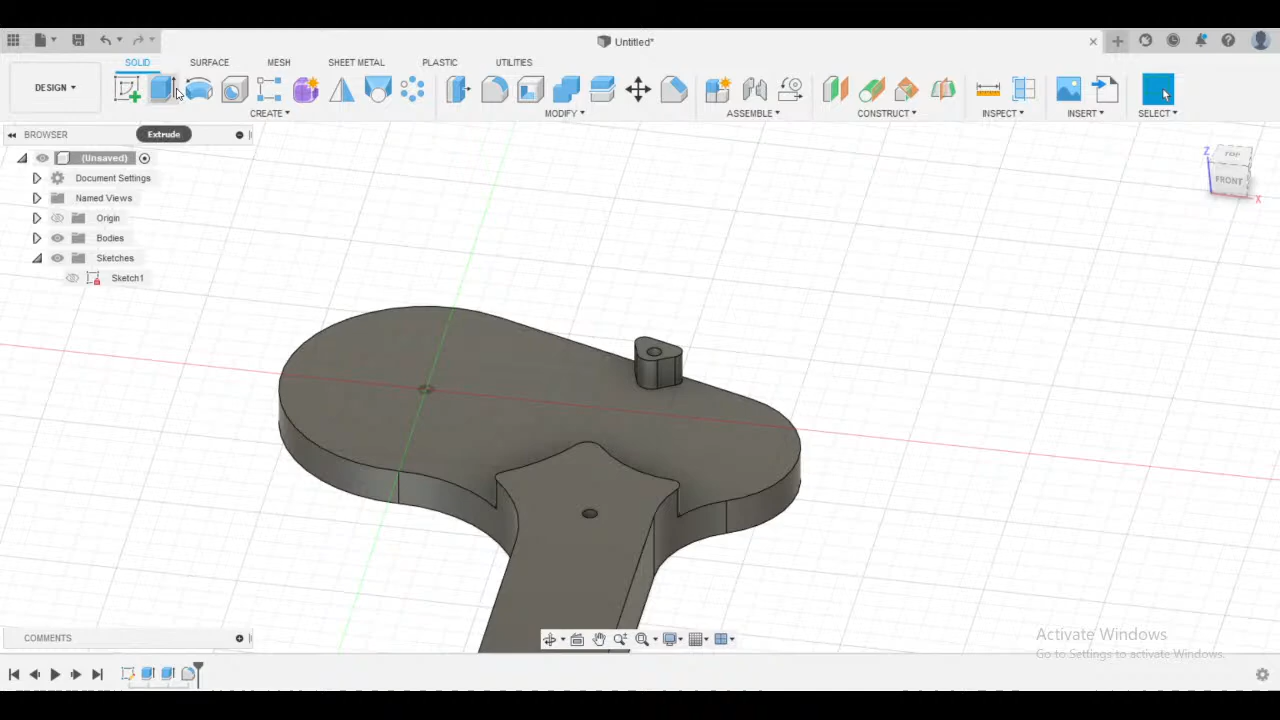 Untitled*
SOLID SURFACE MESH SHEET METAL PLASTIC UTILITIES
DESIGN
CREATE MODIFY ASSEMBLE CONSTRUCT INSPECT INSERT SELECT
BROWSER
Extrude
(Unsaved)
Document Settings
Named Views
Origin
Bodies
Sketches
Sketch1
TOP
FRONT
Z
X
COMMENTS
Activate Windows
Go to Settings to activate Windows.